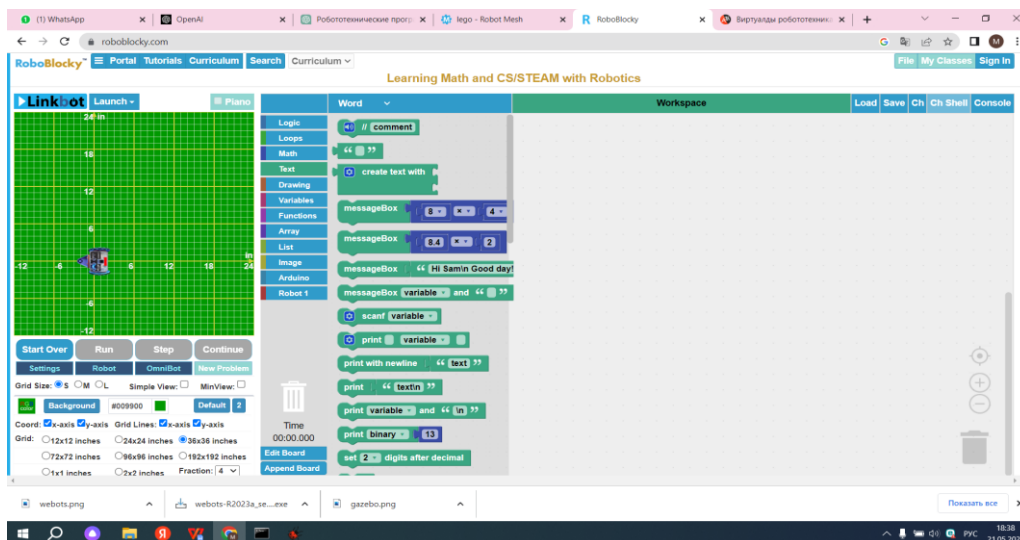 (1) WhatsApp
OpenAI
Робототехнические прогр
lego - Robot Mesh
RoboBlocky
Виртуалды робототехник
roboblocky.com
RoboBlocky Portal Tutorials Curriculum Search Curriculum File My Classes Sign In
Learning Math and CS/STEAM with Robotics
Linkbot Launch Piano Word Workspace Load Save Ch Ch Shell Console
24 in
18
12
6
-12 -6 6 12 18 24 in
-6
-12
Start Over Run Step Continue
Settings Robot OmniBot New Problem
Grid Size: S M L Simple View: MinView:
color Background #009900 Default 2
Coord: x-axis y-axis Grid Lines: x-axis y-axis
Grid: 12x12 inches 24x24 inches 36x36 inches
72x72 inches 96x96 inches 192x192 inches
1x1 inches 2x2 inches Fraction: 4
Logic
Loops
Math
Text
Drawing
Variables
Functions
Array
List
Image
Arduino
Robot 1
Time
00:00.000
Edit Board
Append Board
// comment
“ ”
create text with
messageBox 8 × 4
messageBox 8.4 × 2
messageBox “ Hi Sam\n Good day!
messageBox variable and “ ”
scanf variable
print variable
print with newline “ text ”
print “ text\n ”
print variable and “ \n ”
print binary 13
set 2 digits after decimal
webots.png
webots-R2023a_se....exe
gazebo.png
Показать все
РУС
18:38